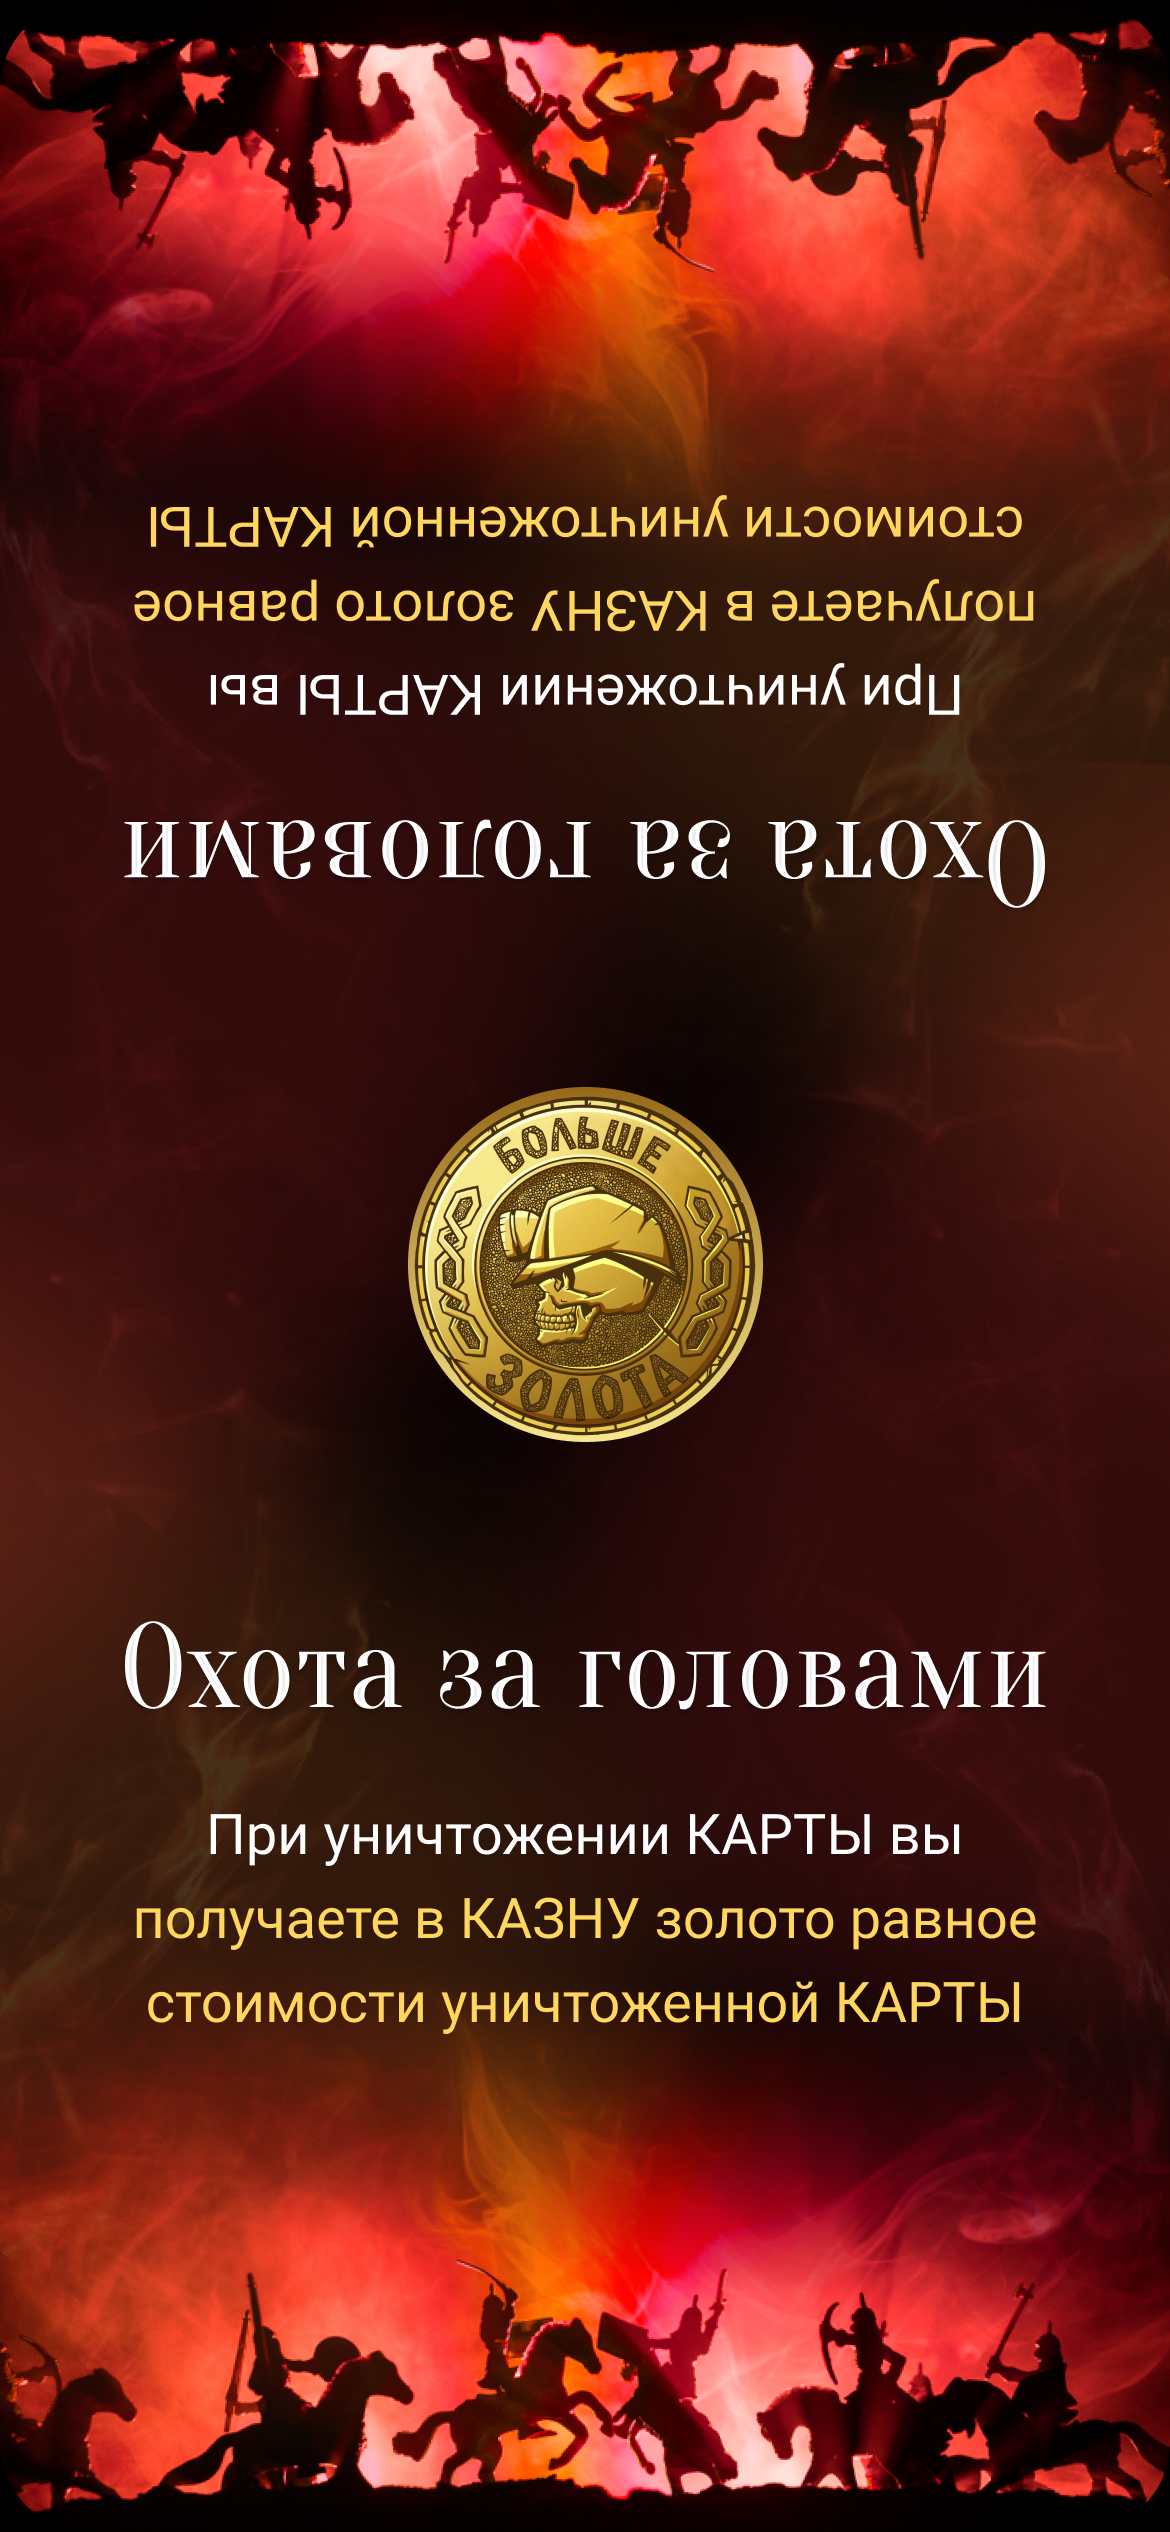 стоимости уничтоженной КАРТЫ
получаете в КАЗНУ золото равное
При уничтожении КАРТЫ вы
Охота за головами
БОЛЬШЕ
ЗОЛОТА
Охота за головами
При уничтожении КАРТЫ вы
получаете в КАЗНУ золото равное
стоимости уничтоженной КАРТЫ